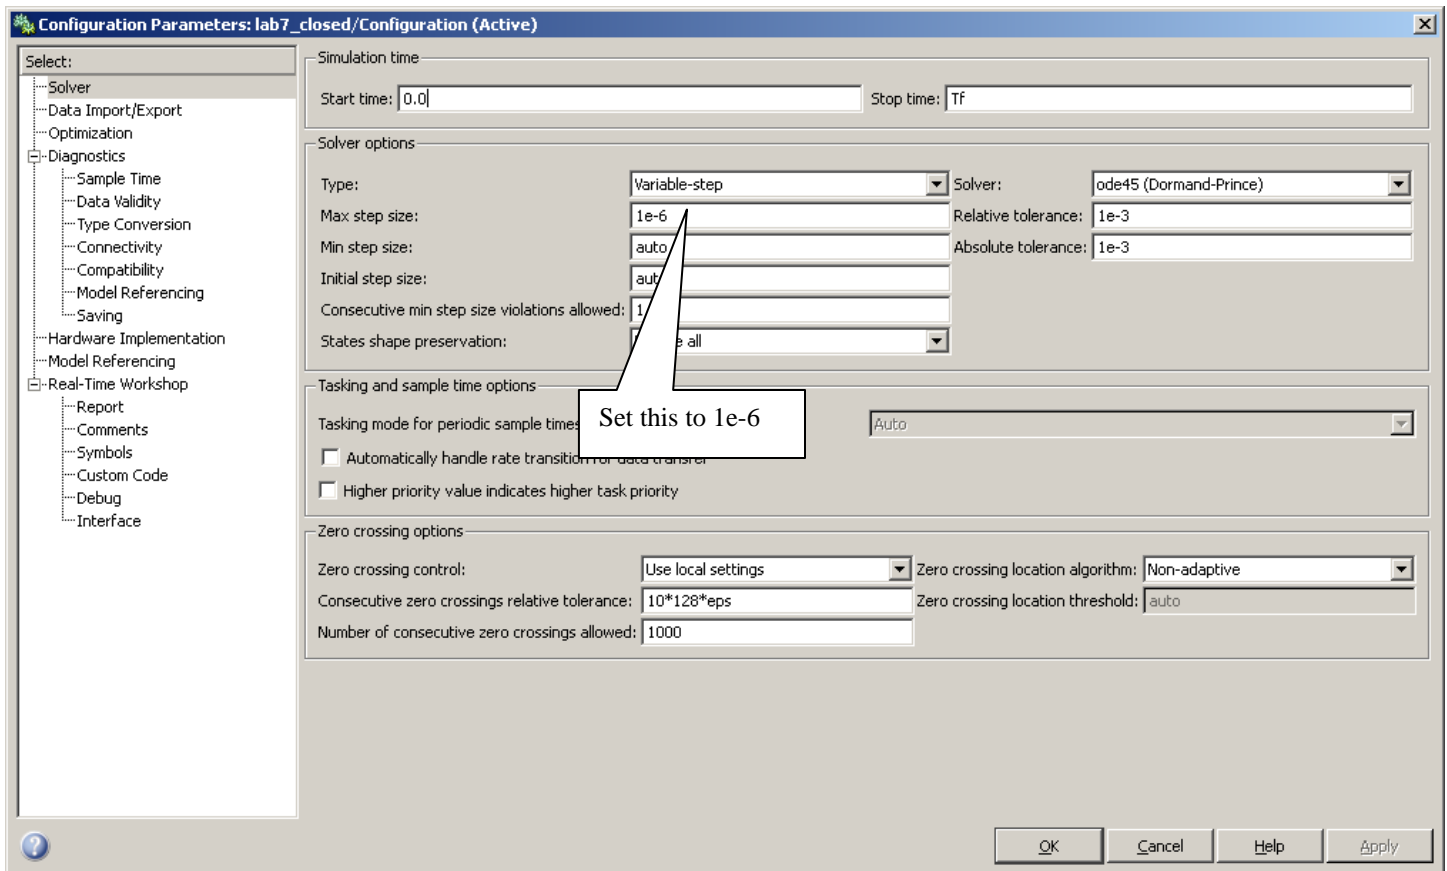 Configuration Parameters: lab7_closed/Configuration (Active)
Select:
Solver
Data Import/Export
Optimization
Diagnostics
Sample Time
Data Validity
Type Conversion
Connectivity
Compatibility
Model Referencing
Saving
Hardware Implementation
Model Referencing
Real-Time Workshop
Report
Comments
Symbols
Custom Code
Debug
Interface
Simulation time
Start time: 0.0 Stop time: Tf
Solver options
Type: Variable-step Solver: ode45 (Dormand-Prince)
Max step size: 1e-6 Relative tolerance: 1e-3
Min step size: auto Absolute tolerance: 1e-3
Initial step size:
Consecutive min step size violations allowed: 1
States shape preservation: all
Tasking and sample time options
Tasking mode for periodic sample times Auto
Set this to 1e-6
Automatically handle rate transition for data transfer
Higher priority value indicates higher task priority
Zero crossing options
Zero crossing control: Use local settings Zero crossing location algorithm: Non-adaptive
Consecutive zero crossings relative tolerance: 10*128*eps Zero crossing location threshold: auto
Number of consecutive zero crossings allowed: 1000
OK Cancel Help Apply